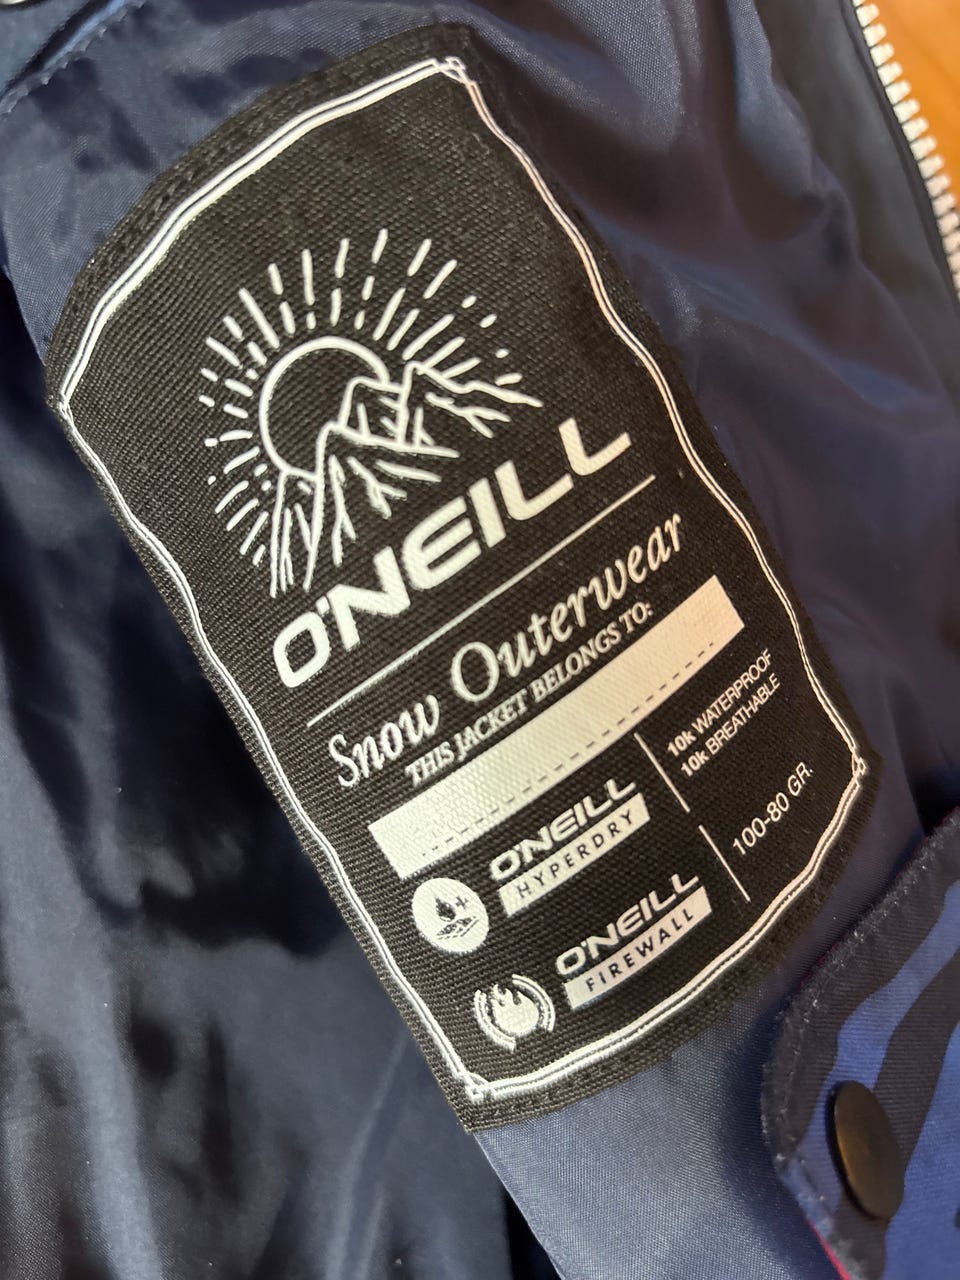 O'NEILL
Snow Outerwear
THIS JACKET BELONGS TO:
O'NEILL
HYPERDRY
10k WATERPROOF
10k BREATHABLE
O'NEILL
FIREWALL
100-80 GR.